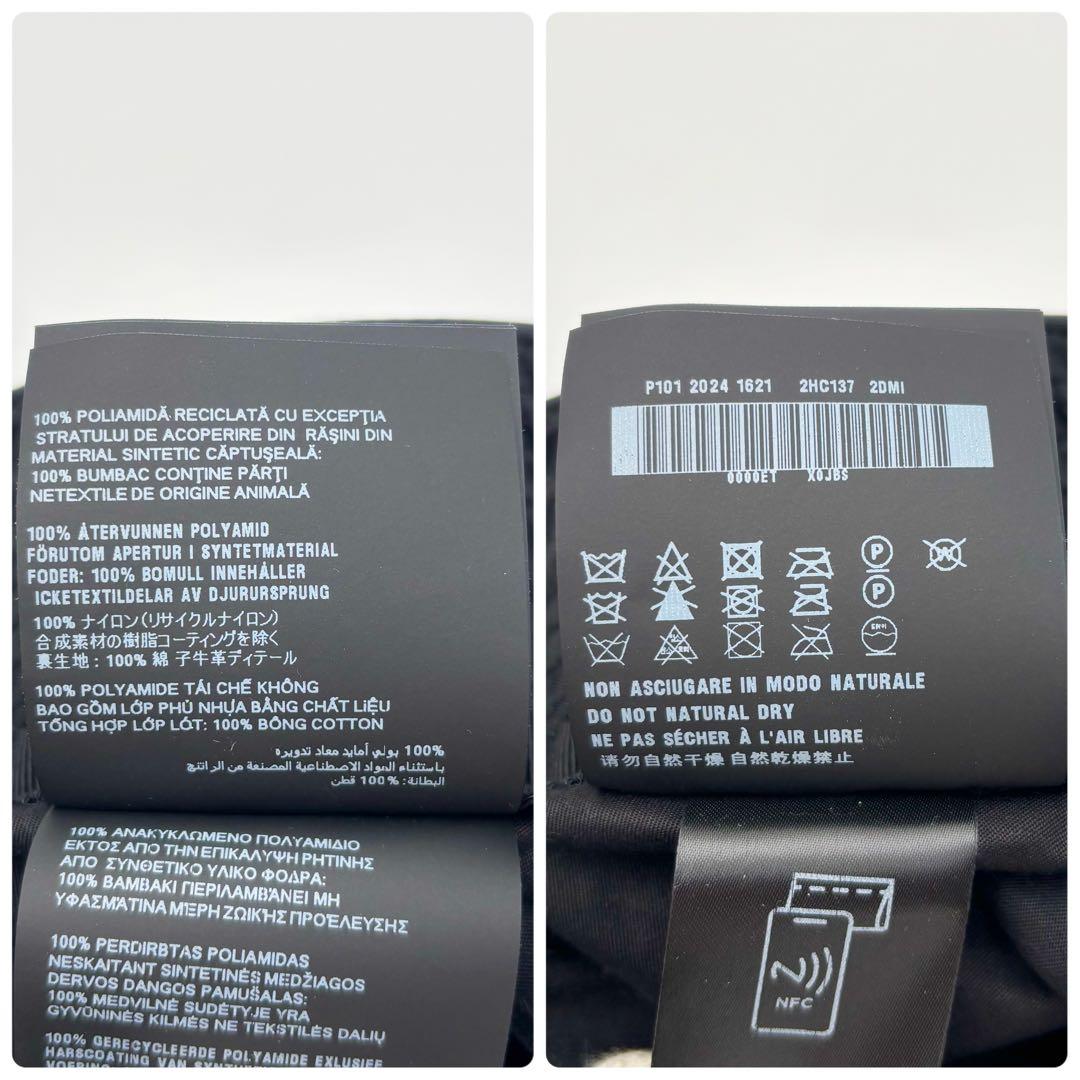 100% POLIAMIDĂ RECICLATĂ CU EXCEPȚIA
STRATULUI DE ACOPERIRE DIN RĂȘINI DIN
MATERIAL SINTETIC CĂPTUȘEALĂ:
100% BUMBAC CONȚINE PĂRȚI
NETEXTILE DE ORIGINE ANIMALĂ
100% ÅTERVUNNEN POLYAMID
FÖRUTOM APERTUR I SYNTETMATERIAL
FODER: 100% BOMULL INNEHÅLLER
ICKETEXTILDELAR AV DJURURSPRUNG
100% ナイロン(リサイクルナイロン)
合成素材の樹脂コーティングを除く
裏生地：100% 綿 子牛革ディテール
100% POLYAMIDE TÁI CHẾ KHÔNG
BAO GỒM LỚP PHỦ NHỰA BẰNG CHẤT LIỆU
TỔNG HỢP LỚP LÓT: 100% BÔNG COTTON
100% بولي أمايد معاد تدويره
باستثناء المواد الاصطناعية المصنعة من الراتنج
البطانة: 100% قطن
100% ΑΝΑΚΥΚΛΩΜΕΝΟ ΠΟΛΥΑΜΙΔΙΟ
ΕΚΤΟΣ ΑΠΟ ΤΗΝ ΕΠΙΚΑΛΥΨΗ ΡΗΤΙΝΗΣ
ΑΠΟ ΣΥΝΘΕΤΙΚΟ ΥΛΙΚΟ ΦΟΔΡΑ:
100% ΒΑΜΒΑΚΙ ΠΕΡΙΛΑΜΒΆΝΕΙ ΜΗ
ΥΦΑΣΜΆΤΙΝΑ ΜΈΡΗ ΖΩΙΚΉΣ ΠΡΟΈΛΕΥΣΗΣ
100% PERDIRBTAS POLIAMIDAS
NESKAITANT SINTETINĖS MEDŽIAGOS
DERVOS DANGOS PAMUŠALAS:
100% MEDVILNĖ SUDĖTYJE YRA
GYVŪNINĖS KILMĖS NE TEKSTILĖS DALIŲ
100% GERECYCLEERDE POLYAMIDE EXLUSIEF
HARSCOATING VAN
P101 2024 1621 2HC137 2DMI
0000ET X0JBS
P
W
P
NON ASCIUGARE IN MODO NATURALE
DO NOT NATURAL DRY
NE PAS SÉCHER À L'AIR LIBRE
请勿自然干燥 自然乾燥禁止
NFC